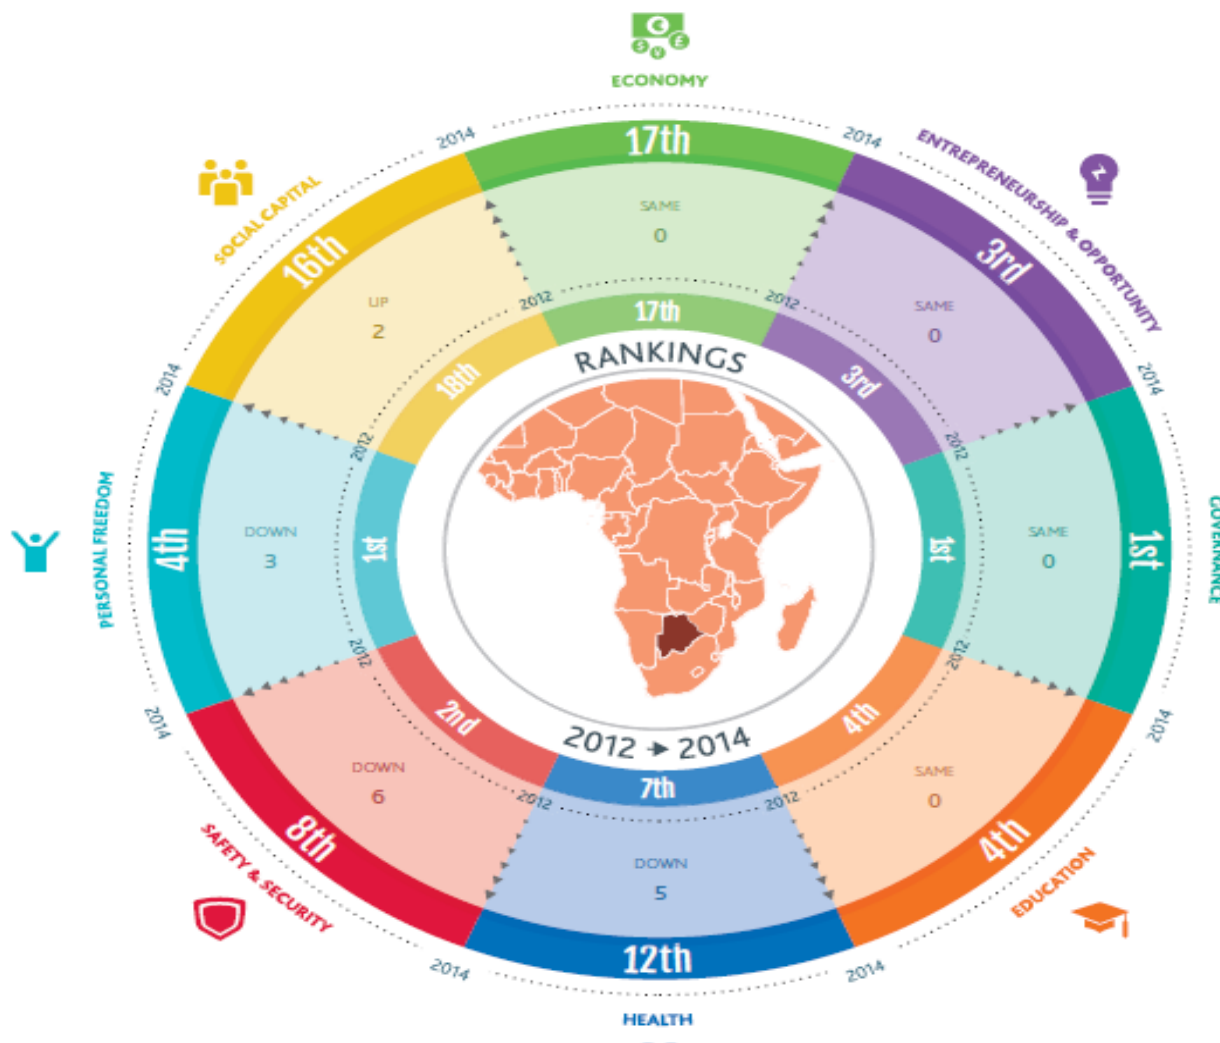 ECONOMY
2014
17th
2014
SAME
0
2012
17th
2012
ENTREPRENEURSHIP & OPPORTUNITY
3rd
SAME
0
3rd
2014
2012
GOVERNANCE
1st
SAME
0
1st
2014
2012
EDUCATION
4th
SAME
0
4th
2014
2012
HEALTH
12th
DOWN
5
7th
2014
2012
SAFETY & SECURITY
8th
DOWN
6
2nd
2014
2012
PERSONAL FREEDOM
4th
DOWN
3
1st
2014
2012
SOCIAL CAPITAL
16th
UP
2
18th
RANKINGS
2012 → 2014